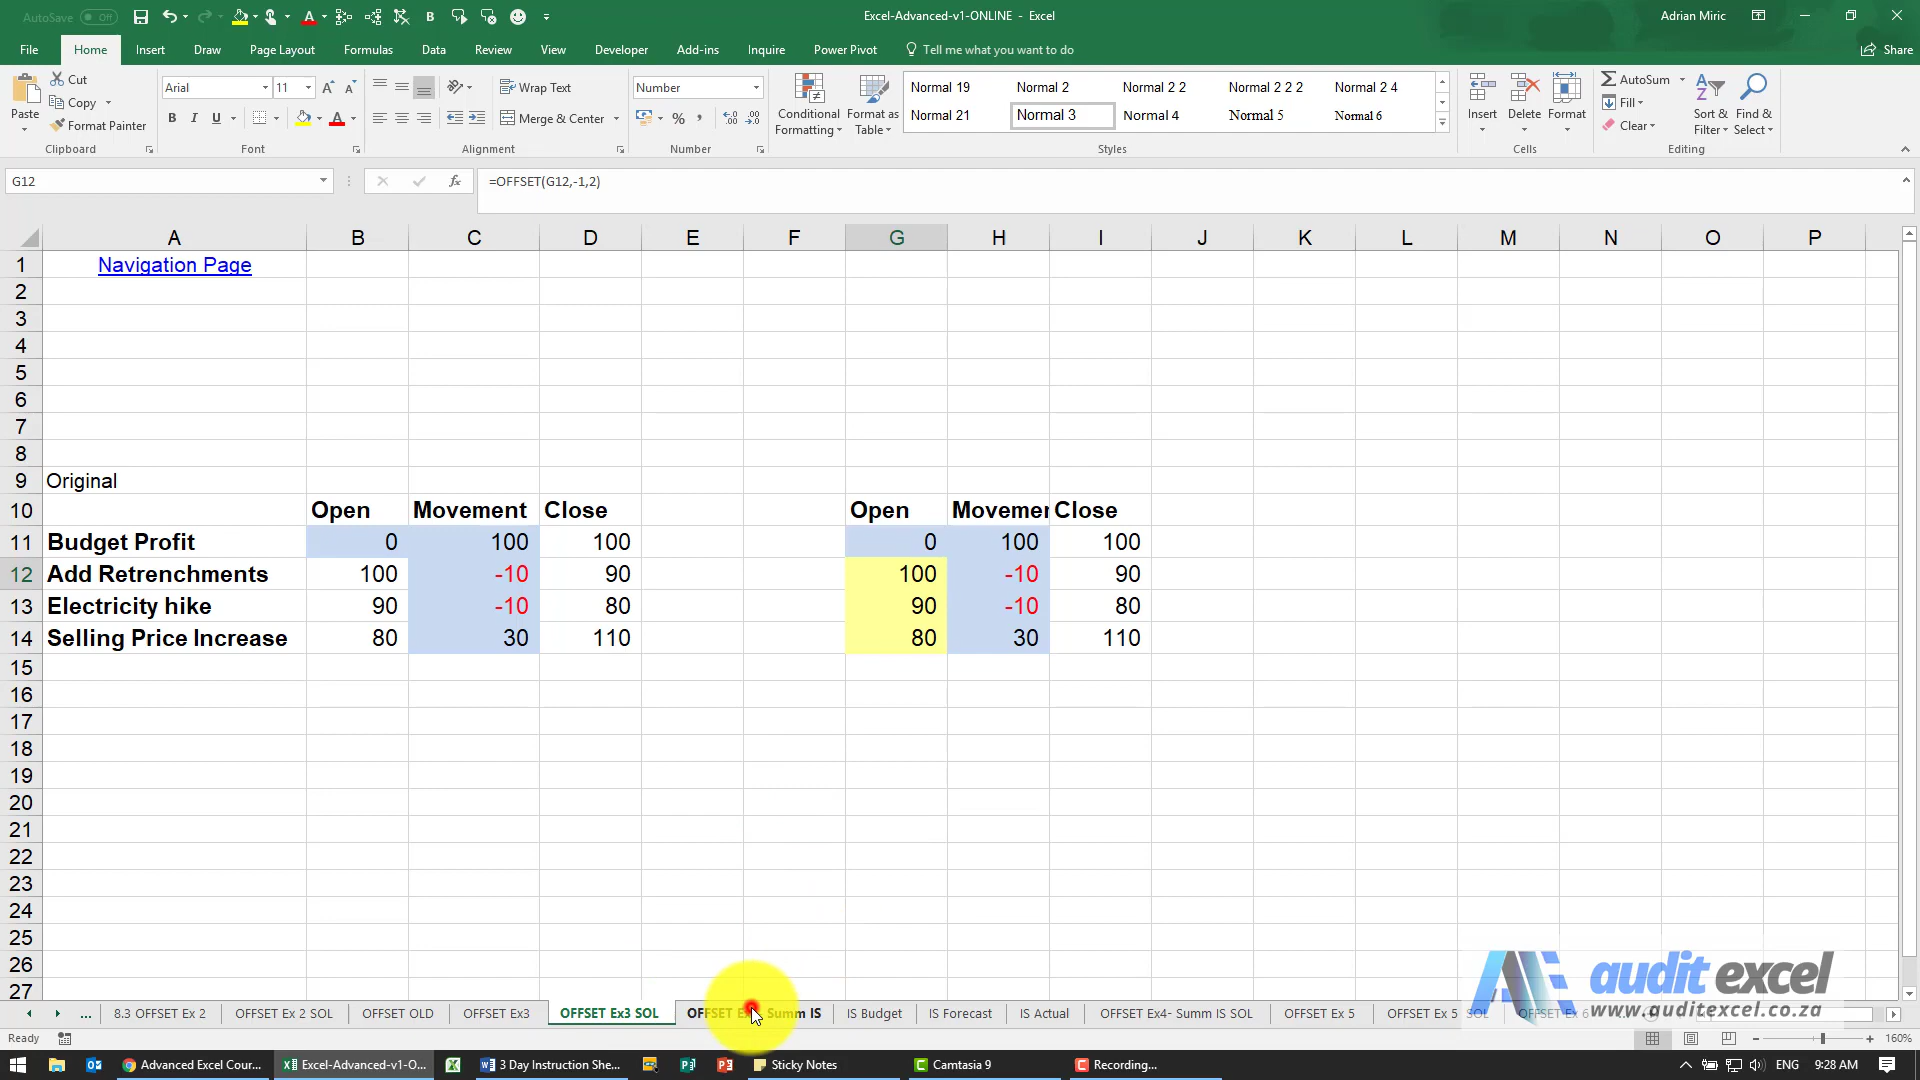 AutoSave Off
Excel-Advanced-v1-ONLINE - Excel
Adrian Miric
File Home Insert Draw Page Layout Formulas Data Review View Developer Add-ins Inquire Power Pivot Tell me what you want to do Share
Paste Cut Copy Format Painter Clipboard
Arial 11 B I U Font
Wrap Text Merge & Center Alignment
Number % Number
Conditional Formatting Format as Table
Normal 19 Normal 2 Normal 2 2 Normal 2 2 2 Normal 2 4
Normal 21 Normal 3 Normal 4 Normal 5 Normal 6
Styles
Insert Delete Format Cells
AutoSum Fill Clear Sort & Filter Find & Select Editing
G12 fx =OFFSET(G12,-1,2)
A B C D E F G H I J K L M N O P
1 Navigation Page
2
3
4
5
6
7
8
9 Original
10 Open Movement Close Open Movemer Close
11 Budget Profit 0 100 100 0 100 100
12 Add Retrenchments 100 -10 90 100 -10 90
13 Electricity hike 90 -10 80 90 -10 80
14 Selling Price Increase 80 30 110 80 30 110
15
16
17
18
19
20
21
22
23
24
25
26
27
audit excel
www.auditexcel.co.za
... 8.3 OFFSET Ex 2 OFFSET Ex 2 SOL OFFSET OLD OFFSET Ex3 OFFSET Ex3 SOL OFFSET Summ IS IS Budget IS Forecast IS Actual OFFSET Ex4- Summ IS SOL OFFSET Ex 5 OFFSET Ex 5 SOL OFFSET Ex 6
Ready 160%
Advanced Excel Cour... Excel-Advanced-v1-O... 3 Day Instruction She... Sticky Notes Camtasia 9 Recording... ENG 9:28 AM